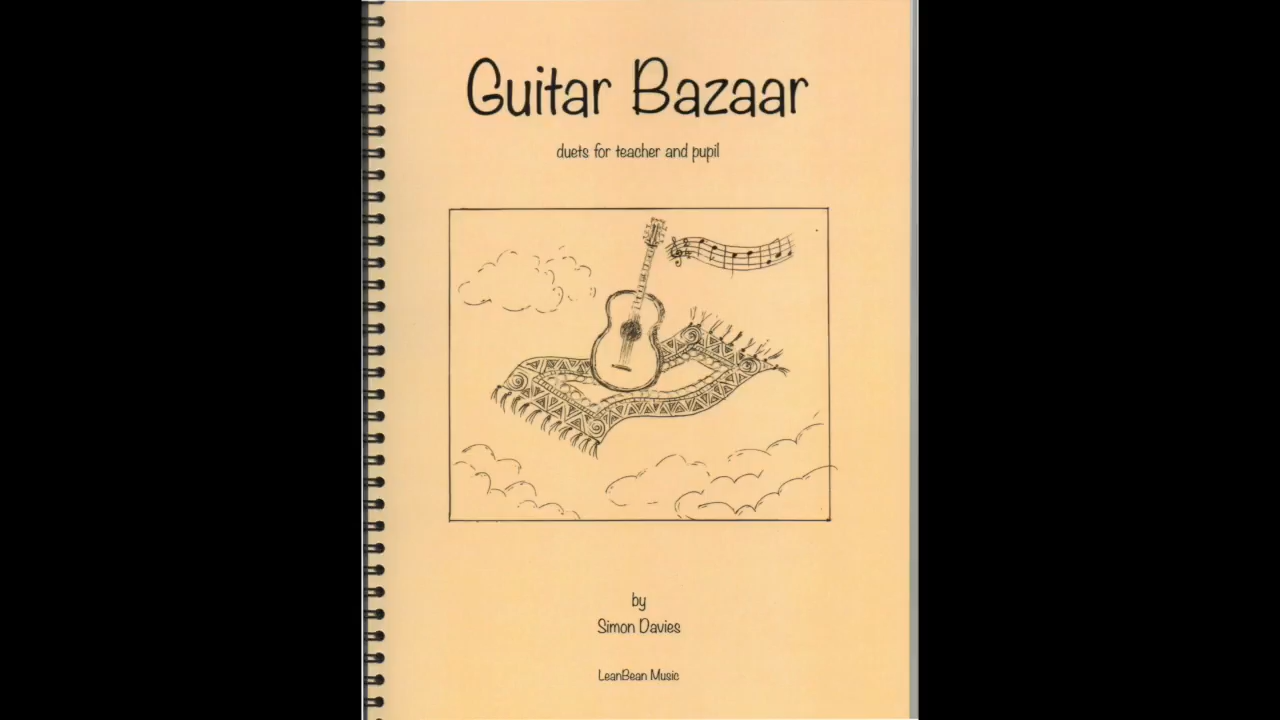 Guitar Bazaar
duets for teacher and pupil
by
Simon Davies
LeanBean Music